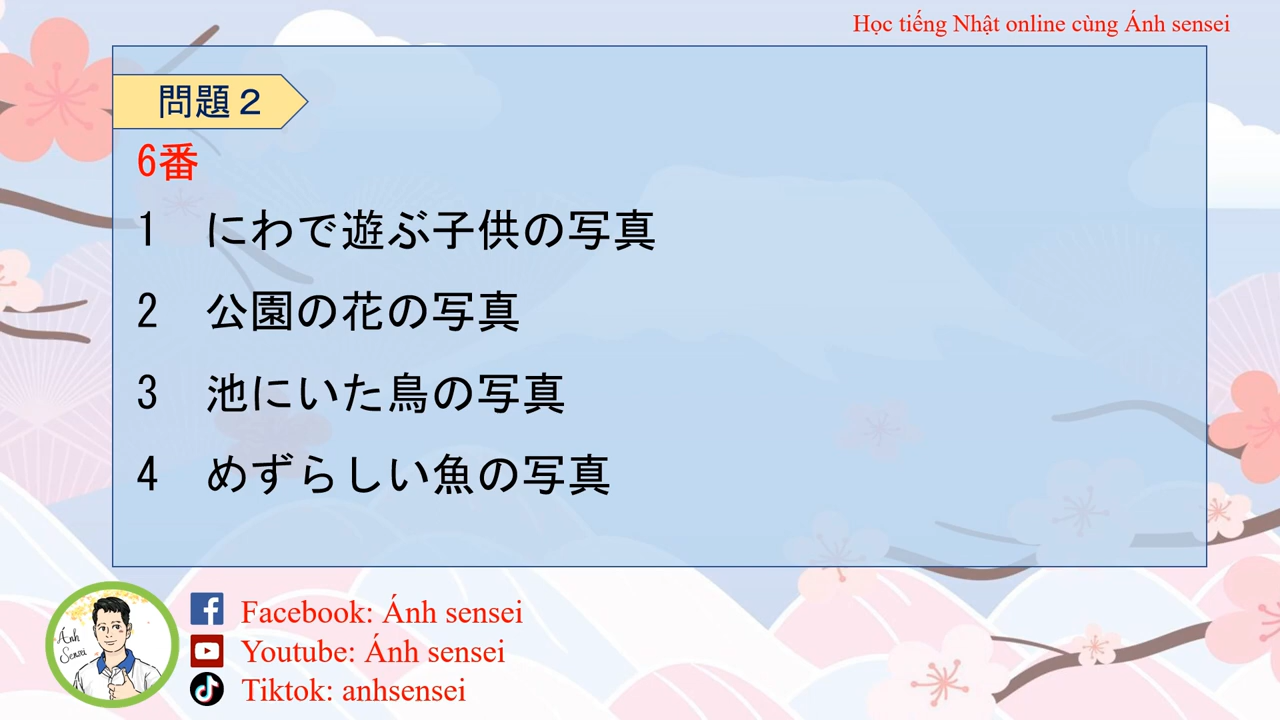 Học tiếng Nhật online cùng Ánh sensei
問題２
6番
1　にわで遊ぶ子供の写真
2　公園の花の写真
3　池にいた鳥の写真
4　めずらしい魚の写真
Ánh
Sensei
Facebook: Ánh sensei
Youtube: Ánh sensei
Tiktok: anhsensei